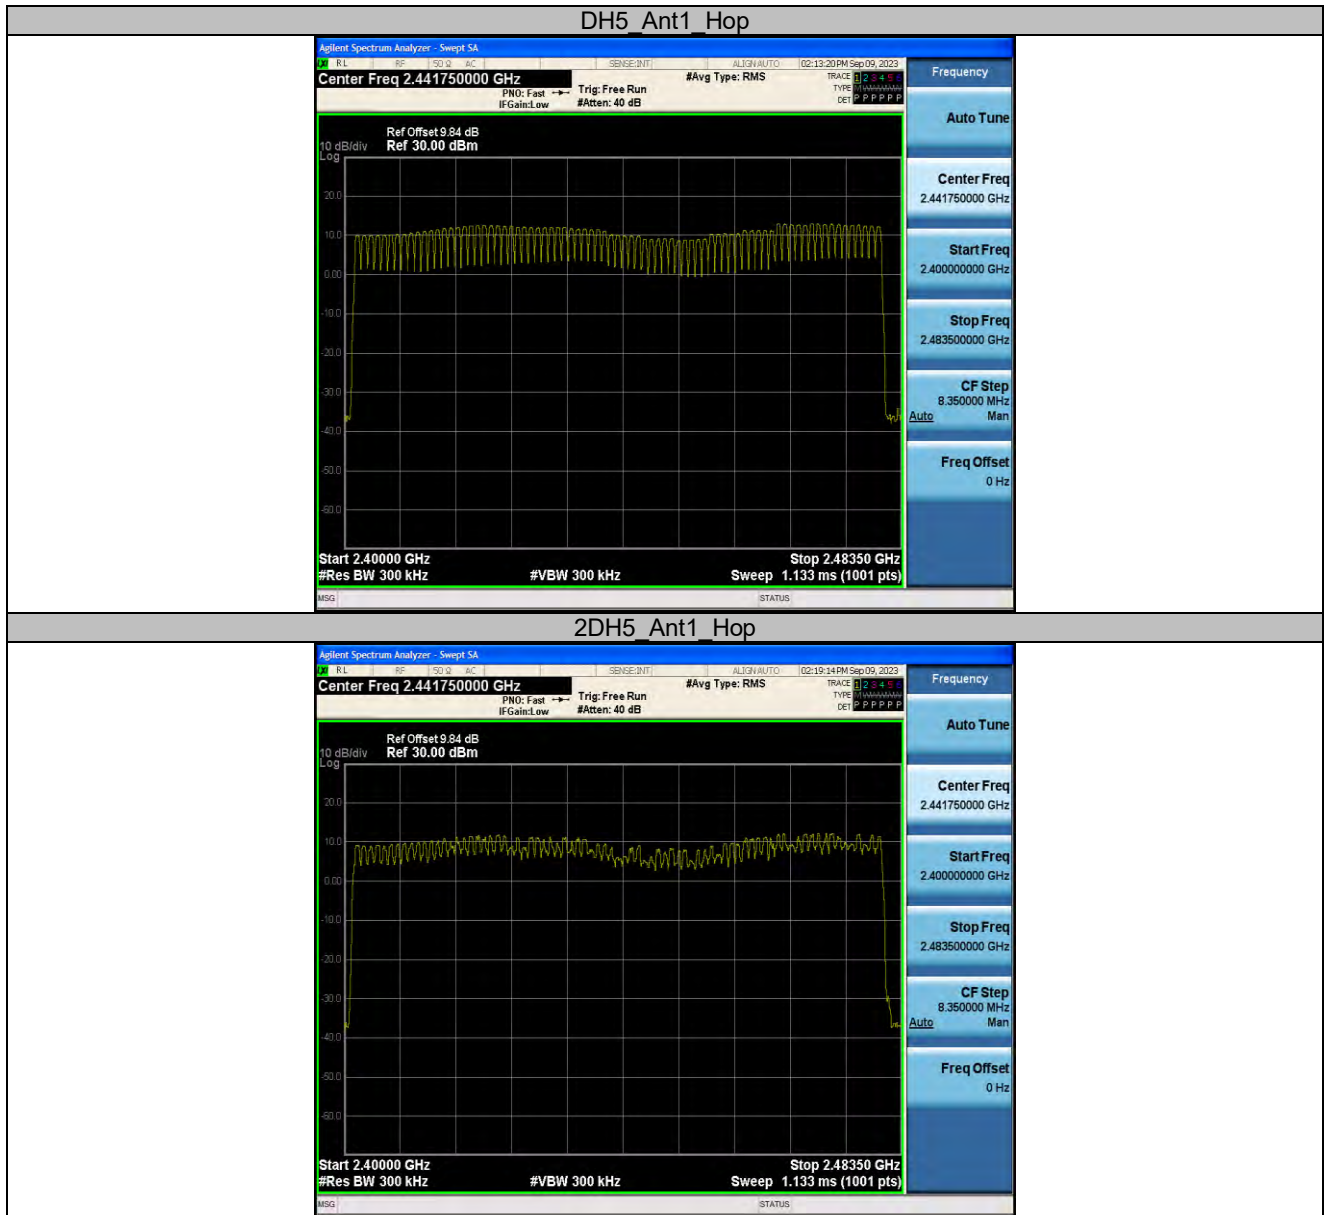 DH5_Ant1_Hop
Agilent Spectrum Analyzer - Swept SA
RL RF 50 Ω AC SENSE:INT ALIGN AUTO 02:13:20 PM Sep 09, 2023
Center Freq 2.441750000 GHz
#Avg Type: RMS
TRACE 1 2 3 4 5 6
PNO: Fast
Trig: Free Run
TYPE M
IFGain:Low
#Atten: 40 dB
DET P P P P P P
Frequency
Auto Tune
Ref Offset 9.84 dB
10 dB/div Ref 30.00 dBm
Log
20.0
10.0
0.00
-10.0
-20.0
-30.0
-40.0
-50.0
-60.0
Center Freq
2.441750000 GHz
Start Freq
2.400000000 GHz
Stop Freq
2.483500000 GHz
CF Step
8.350000 MHz
Auto Man
Freq Offset
0 Hz
Start 2.40000 GHz Stop 2.48350 GHz
#Res BW 300 kHz #VBW 300 kHz Sweep 1.133 ms (1001 pts)
MSG STATUS
2DH5_Ant1_Hop
Agilent Spectrum Analyzer - Swept SA
RL RF 50 Ω AC SENSE:INT ALIGN AUTO 02:19:14 PM Sep 09, 2023
Center Freq 2.441750000 GHz
#Avg Type: RMS
TRACE 1 2 3 4 5 6
PNO: Fast
Trig: Free Run
TYPE M
IFGain:Low
#Atten: 40 dB
DET P P P P P P
Frequency
Auto Tune
Ref Offset 9.84 dB
10 dB/div Ref 30.00 dBm
Log
20.0
10.0
0.00
-10.0
-20.0
-30.0
-40.0
-50.0
-60.0
Center Freq
2.441750000 GHz
Start Freq
2.400000000 GHz
Stop Freq
2.483500000 GHz
CF Step
8.350000 MHz
Auto Man
Freq Offset
0 Hz
Start 2.40000 GHz Stop 2.48350 GHz
#Res BW 300 kHz #VBW 300 kHz Sweep 1.133 ms (1001 pts)
MSG STATUS